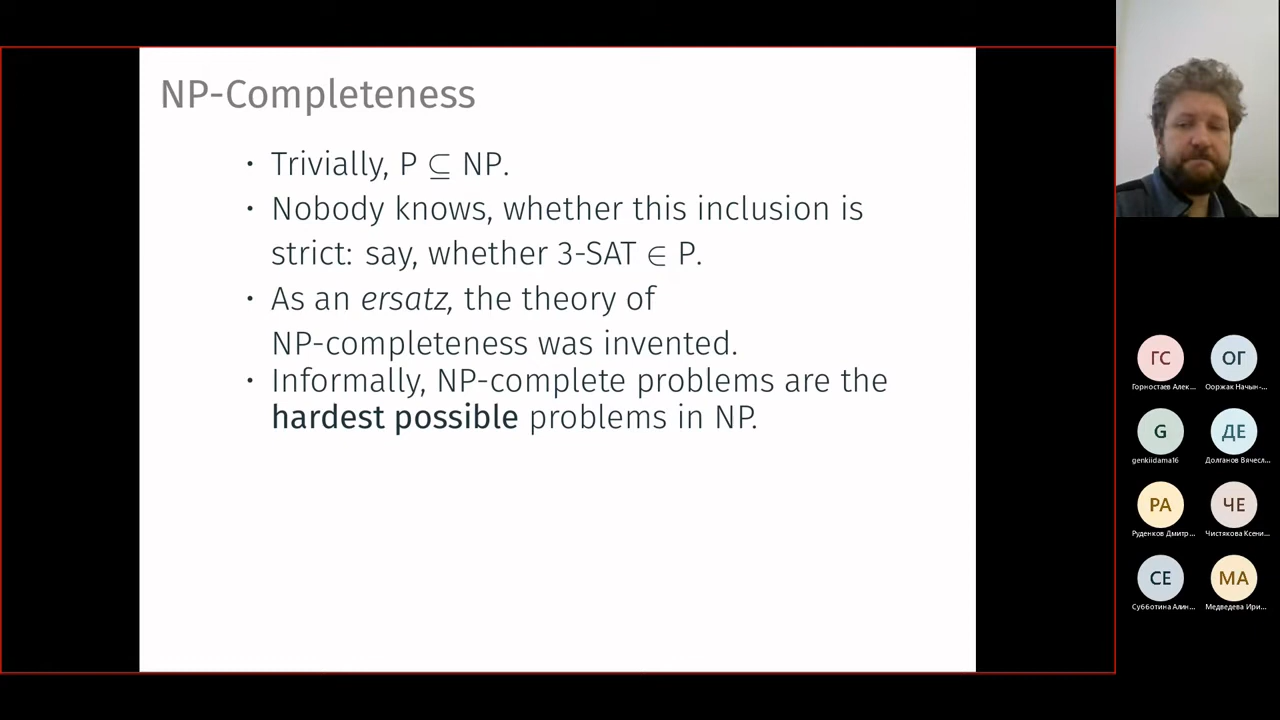 NP-Completeness
• Trivially, P ⊆ NP.
• Nobody knows, whether this inclusion is
strict: say, whether 3-SAT ∈ P.
• As an ersatz, the theory of
NP-completeness was invented.
• Informally, NP-complete problems are the
hardest possible problems in NP.
ГС ОГ
Горностаев Алек... Ооржак Начын-...
G ДЕ
genkiidama16 Долганов Вячесл...
РА ЧЕ
Руденков Дмитр... Чистякова Ксени...
СЕ МА
Субботина Алин... Медведева Ири...